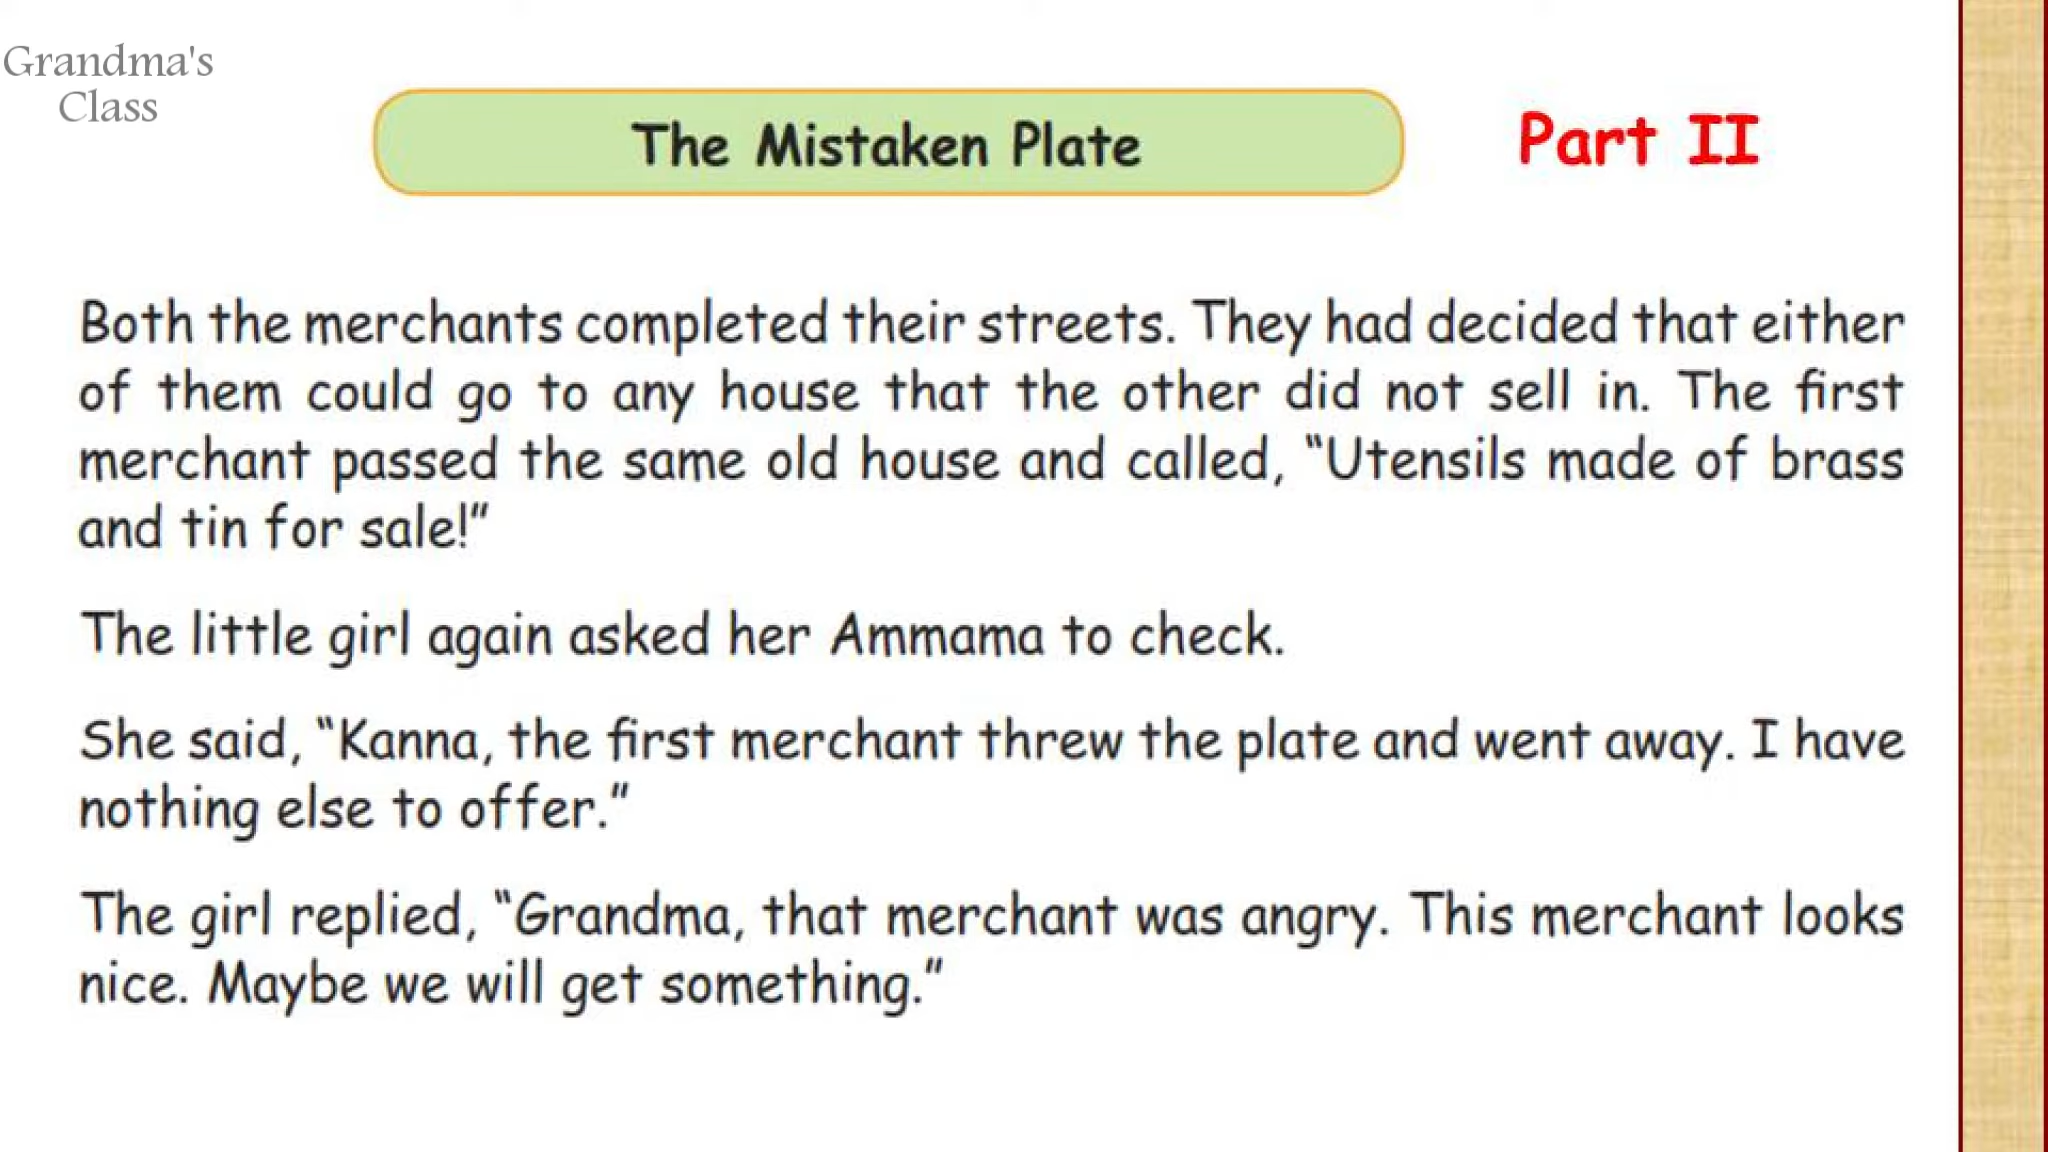 Grandma's
Class
The Mistaken Plate
Part II
Both the merchants completed their streets. They had decided that either
of them could go to any house that the other did not sell in. The first
merchant passed the same old house and called, “Utensils made of brass
and tin for sale!”
The little girl again asked her Ammama to check.
She said, “Kanna, the first merchant threw the plate and went away. I have
nothing else to offer.”
The girl replied, “Grandma, that merchant was angry. This merchant looks
nice. Maybe we will get something.”